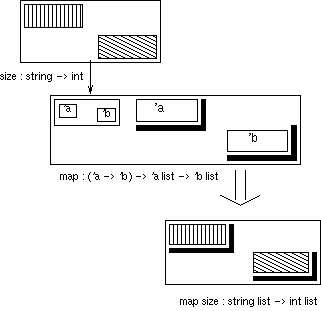 size : string -> int
'a 'b 'a
'b
map : ('a -> 'b) -> 'a list -> 'b list
map size : string list -> int list